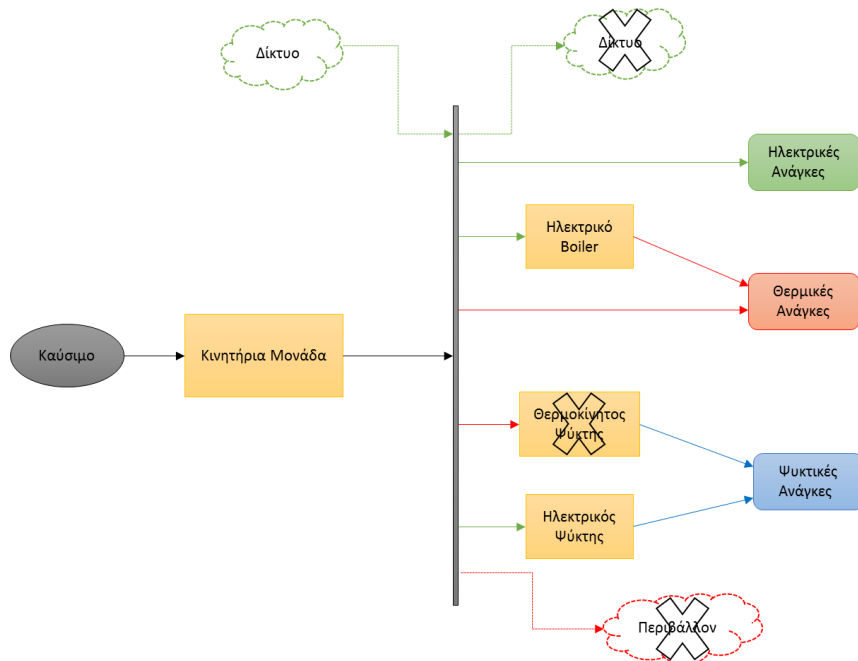 Δίκτυο
Δίκτυο
Ηλεκτρικές
Ανάγκες
Ηλεκτρικό
Boiler
Θερμικές
Ανάγκες
Καύσιμο
Κινητήρια Μονάδα
Θερμοκίνητος
Ψύκτης
Ψυκτικές
Ανάγκες
Ηλεκτρικός
Ψύκτης
Περιβάλλον